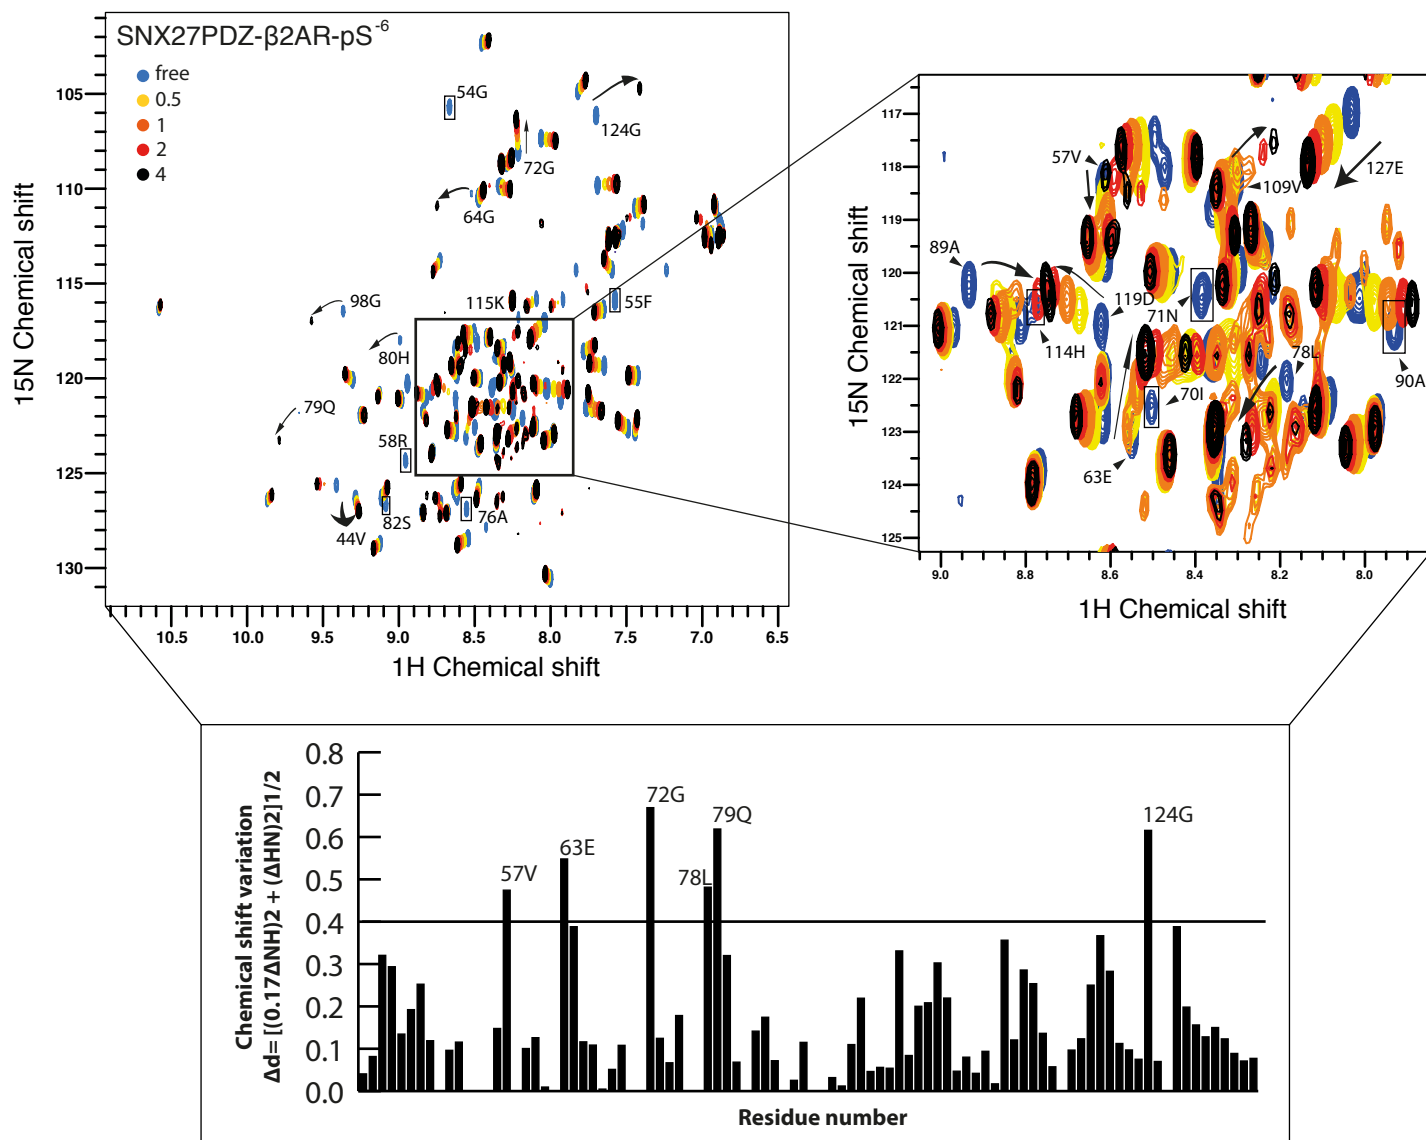 SNX27PDZ-β2AR-pS-6
free
0.5
1
2
4
54G
124G
72G
64G
98G
80H
79Q
58R
115K
55F
82S
76A
44V
105
110
115
120
125
130
15N Chemical shift
10.5 10.0 9.5 9.0 8.5 8.0 7.5 7.0 6.5
1H Chemical shift
117
118
119
120
121
122
123
124
125
15N Chemical shift
57V
127E
109V
89A
119D
71N
114H
78L
90A
70I
63E
9.0 8.8 8.6 8.4 8.2 8.0
1H Chemical shift
0.8
0.7
0.6
0.5
0.4
0.3
0.2
0.1
0.0
Chemical shift variation
Δd= [(0.17ΔNH)2 + (ΔHN)2]1/2
57V
63E
72G
78L
79Q
124G
Residue number